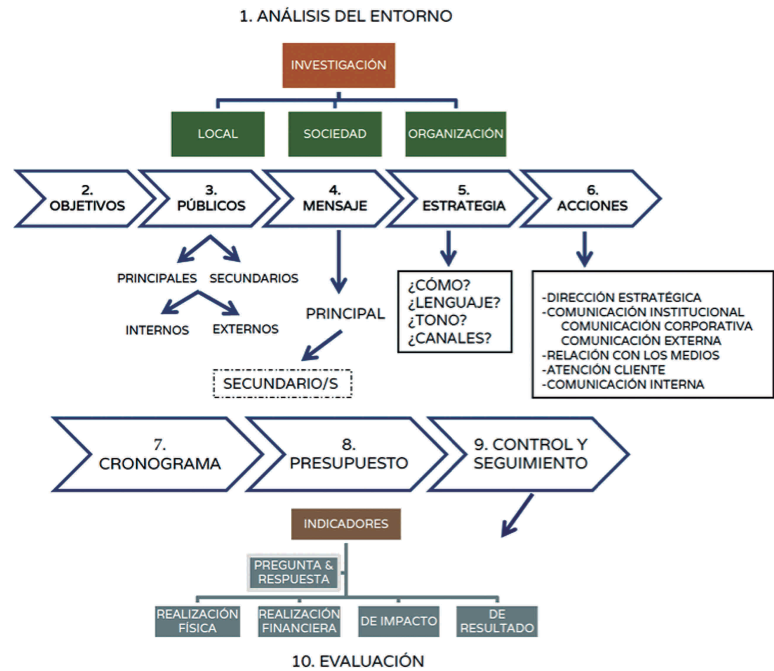 1. ANÁLISIS DEL ENTORNO
INVESTIGACIÓN
LOCAL
SOCIEDAD
ORGANIZACIÓN
2.
OBJETIVOS
3.
PÚBLICOS
4.
MENSAJE
5.
ESTRATEGIA
6.
ACCIONES
PRINCIPALES
SECUNDARIOS
INTERNOS
EXTERNOS
PRINCIPAL
SECUNDARIO/S
¿CÓMO?
¿LENGUAJE?
¿TONO?
¿CANALES?
-DIRECCIÓN ESTRATÉGICA
-COMUNICACIÓN INSTITUCIONAL
COMUNICACIÓN CORPORATIVA
COMUNICACIÓN EXTERNA
-RELACIÓN CON LOS MEDIOS
-ATENCIÓN CLIENTE
-COMUNICACIÓN INTERNA
7.
CRONOGRAMA
8.
PRESUPUESTO
9. CONTROL Y
SEGUIMIENTO
INDICADORES
PREGUNTA &
RESPUESTA
REALIZACIÓN
FÍSICA
REALIZACIÓN
FINANCIERA
DE IMPACTO
DE
RESULTADO
10. EVALUACIÓN